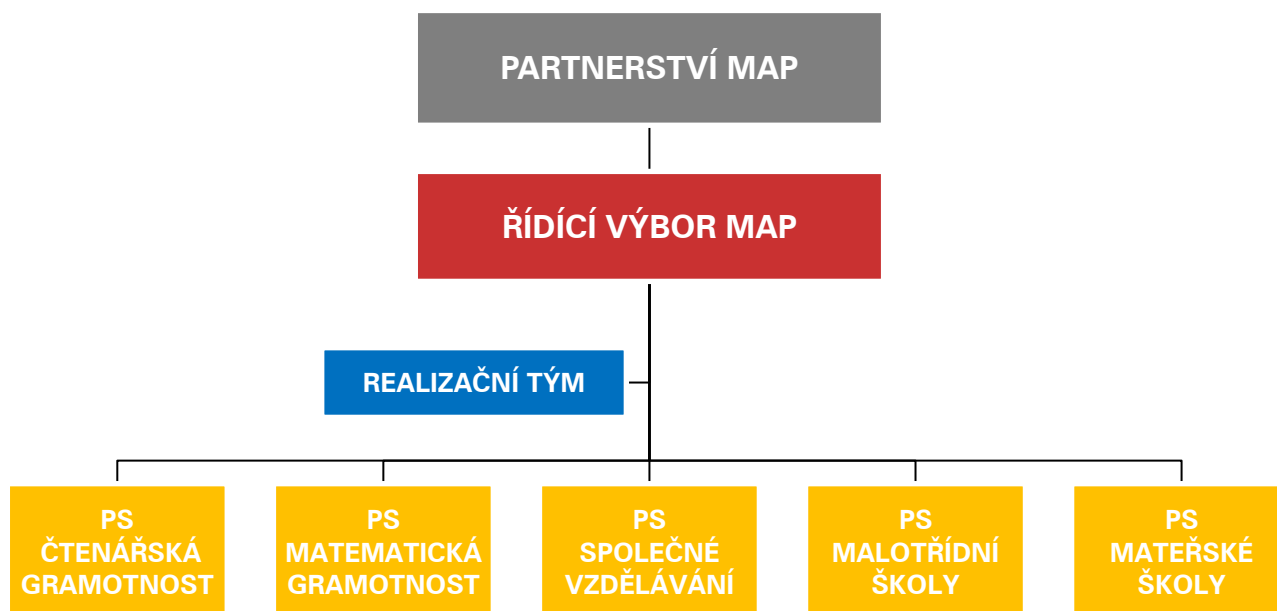 PARTNERSTVÍ MAP
ŘÍDÍCÍ VÝBOR MAP
REALIZAČNÍ TÝM
PS
ČTENÁŘSKÁ
GRAMOTNOST
PS
MATEMATICKÁ
GRAMOTNOST
PS
SPOLEČNÉ
VZDĚLÁVÁNÍ
PS
MALOTŘÍDNÍ
ŠKOLY
PS
MATEŘSKÉ
ŠKOLY